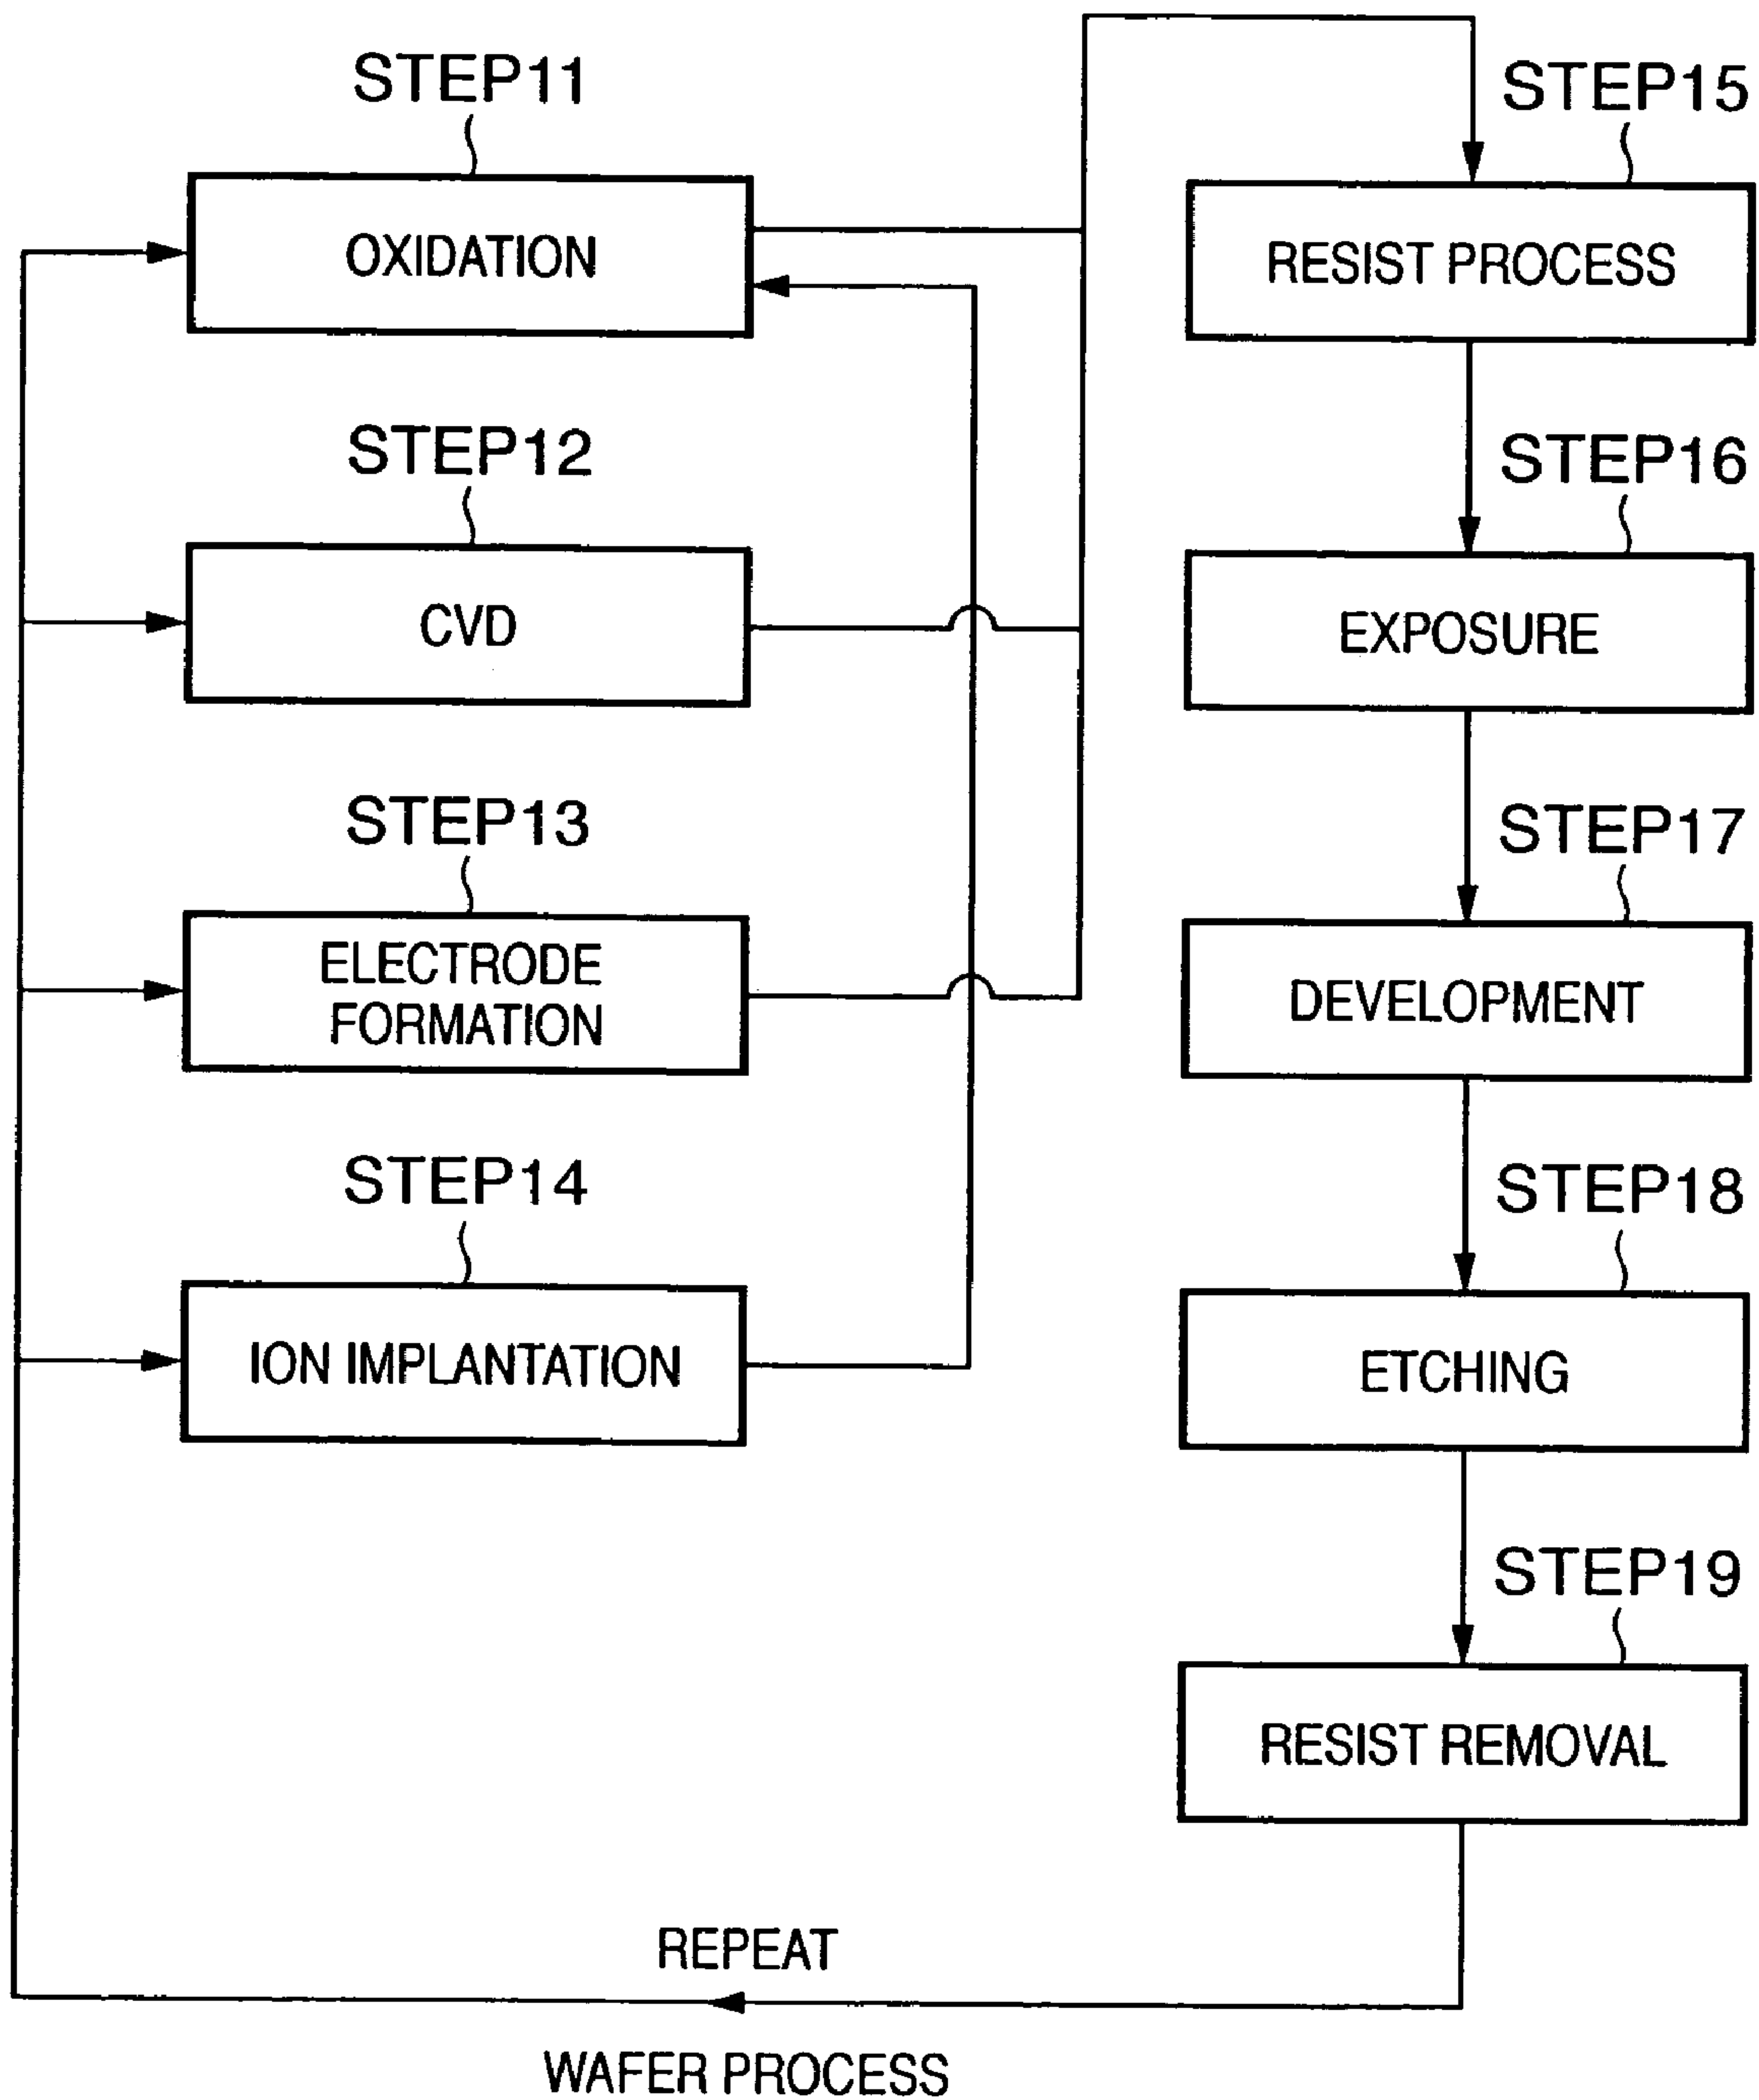 STEP11
OXIDATION
STEP12
CVD
STEP13
ELECTRODE
FORMATION
STEP14
ION IMPLANTATION
STEP15
RESIST PROCESS
STEP16
EXPOSURE
STEP17
DEVELOPMENT
STEP18
ETCHING
STEP19
RESIST REMOVAL
REPEAT
WAFER PROCESS